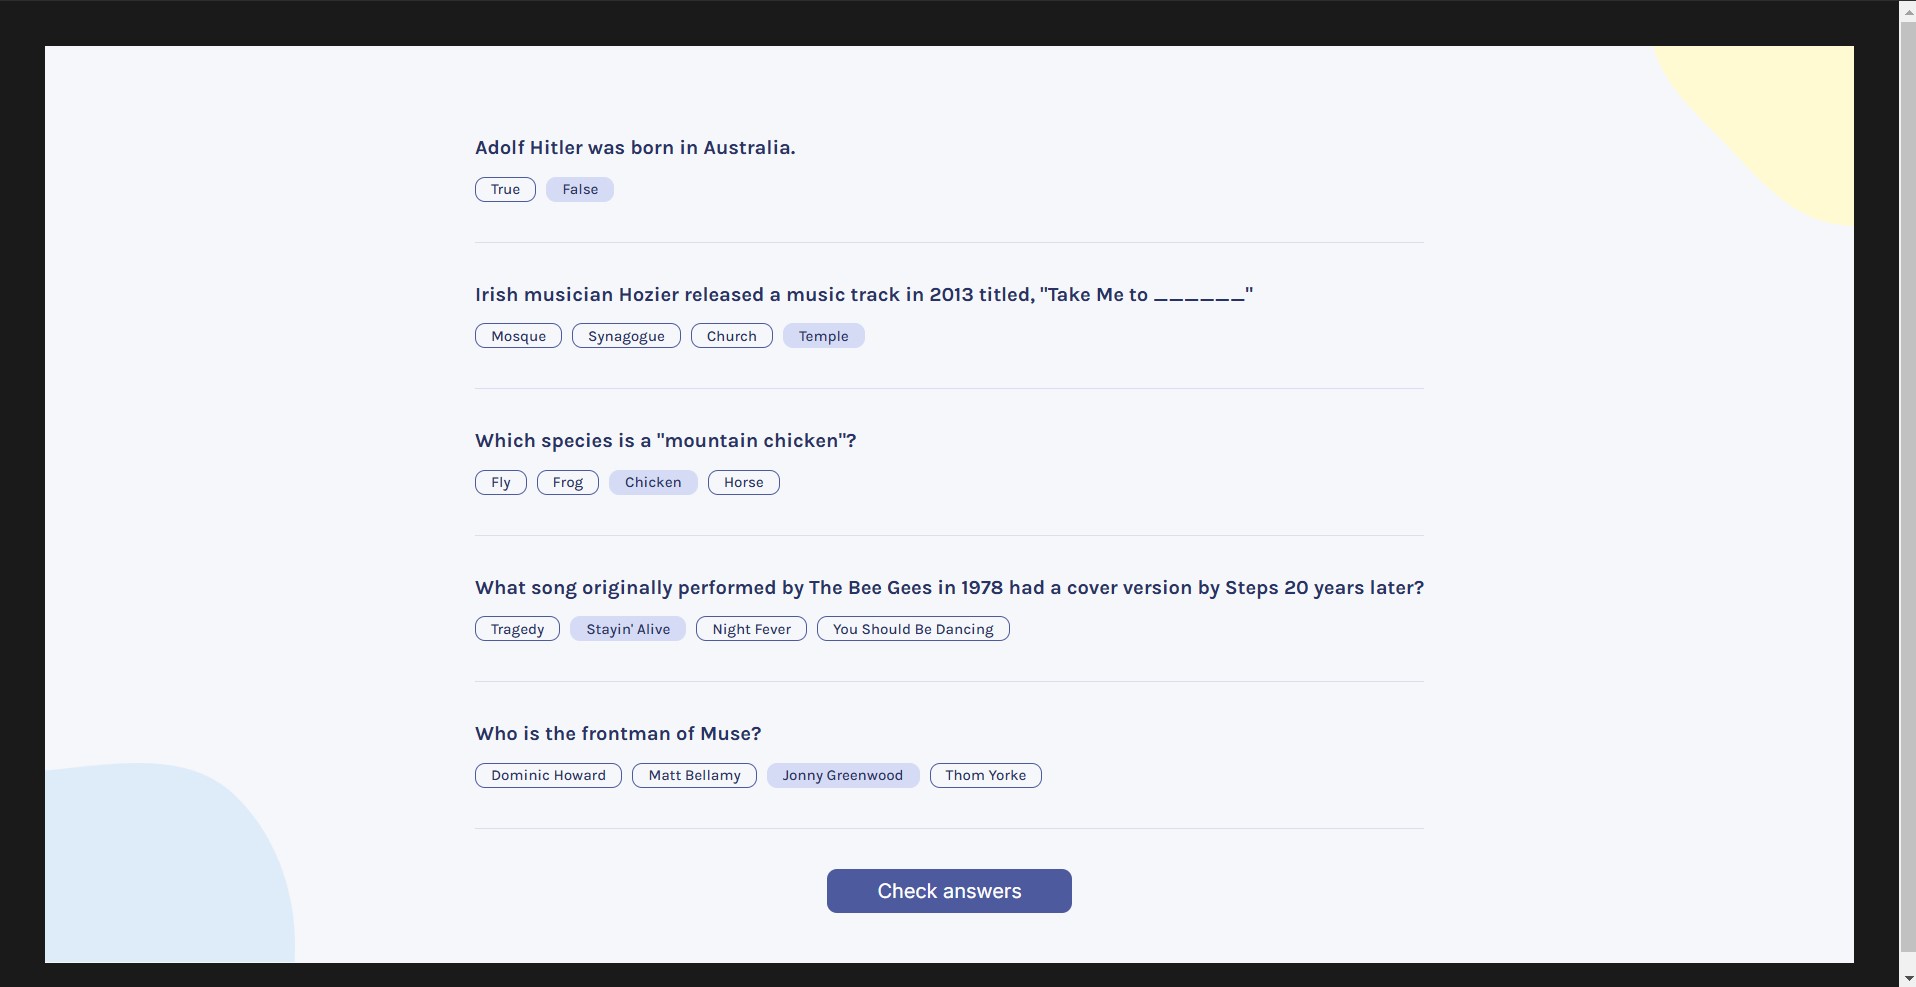 Adolf Hitler was born in Australia.
True False
Irish musician Hozier released a music track in 2013 titled, "Take Me to ______"
Mosque Synagogue Church Temple
Which species is a "mountain chicken"?
Fly Frog Chicken Horse
What song originally performed by The Bee Gees in 1978 had a cover version by Steps 20 years later?
Tragedy Stayin' Alive Night Fever You Should Be Dancing
Who is the frontman of Muse?
Dominic Howard Matt Bellamy Jonny Greenwood Thom Yorke
Check answers